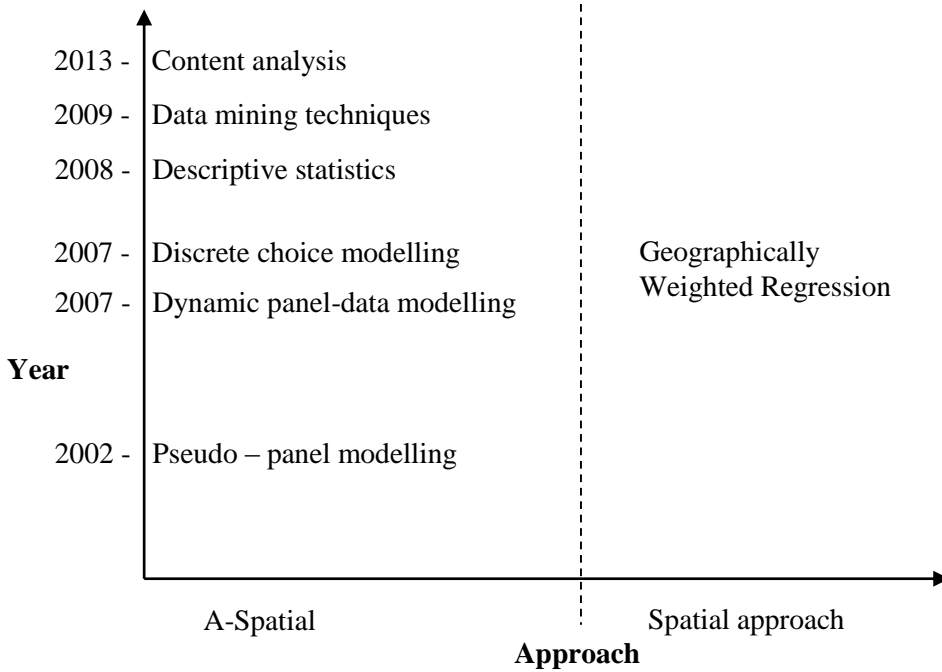 2013 - Content analysis
2009 - Data mining techniques
2008 - Descriptive statistics
2007 - Discrete choice modelling
Geographically
Weighted Regression
2007 - Dynamic panel-data modelling
Year
2002 - Pseudo – panel modelling
A-Spatial
Spatial approach
Approach